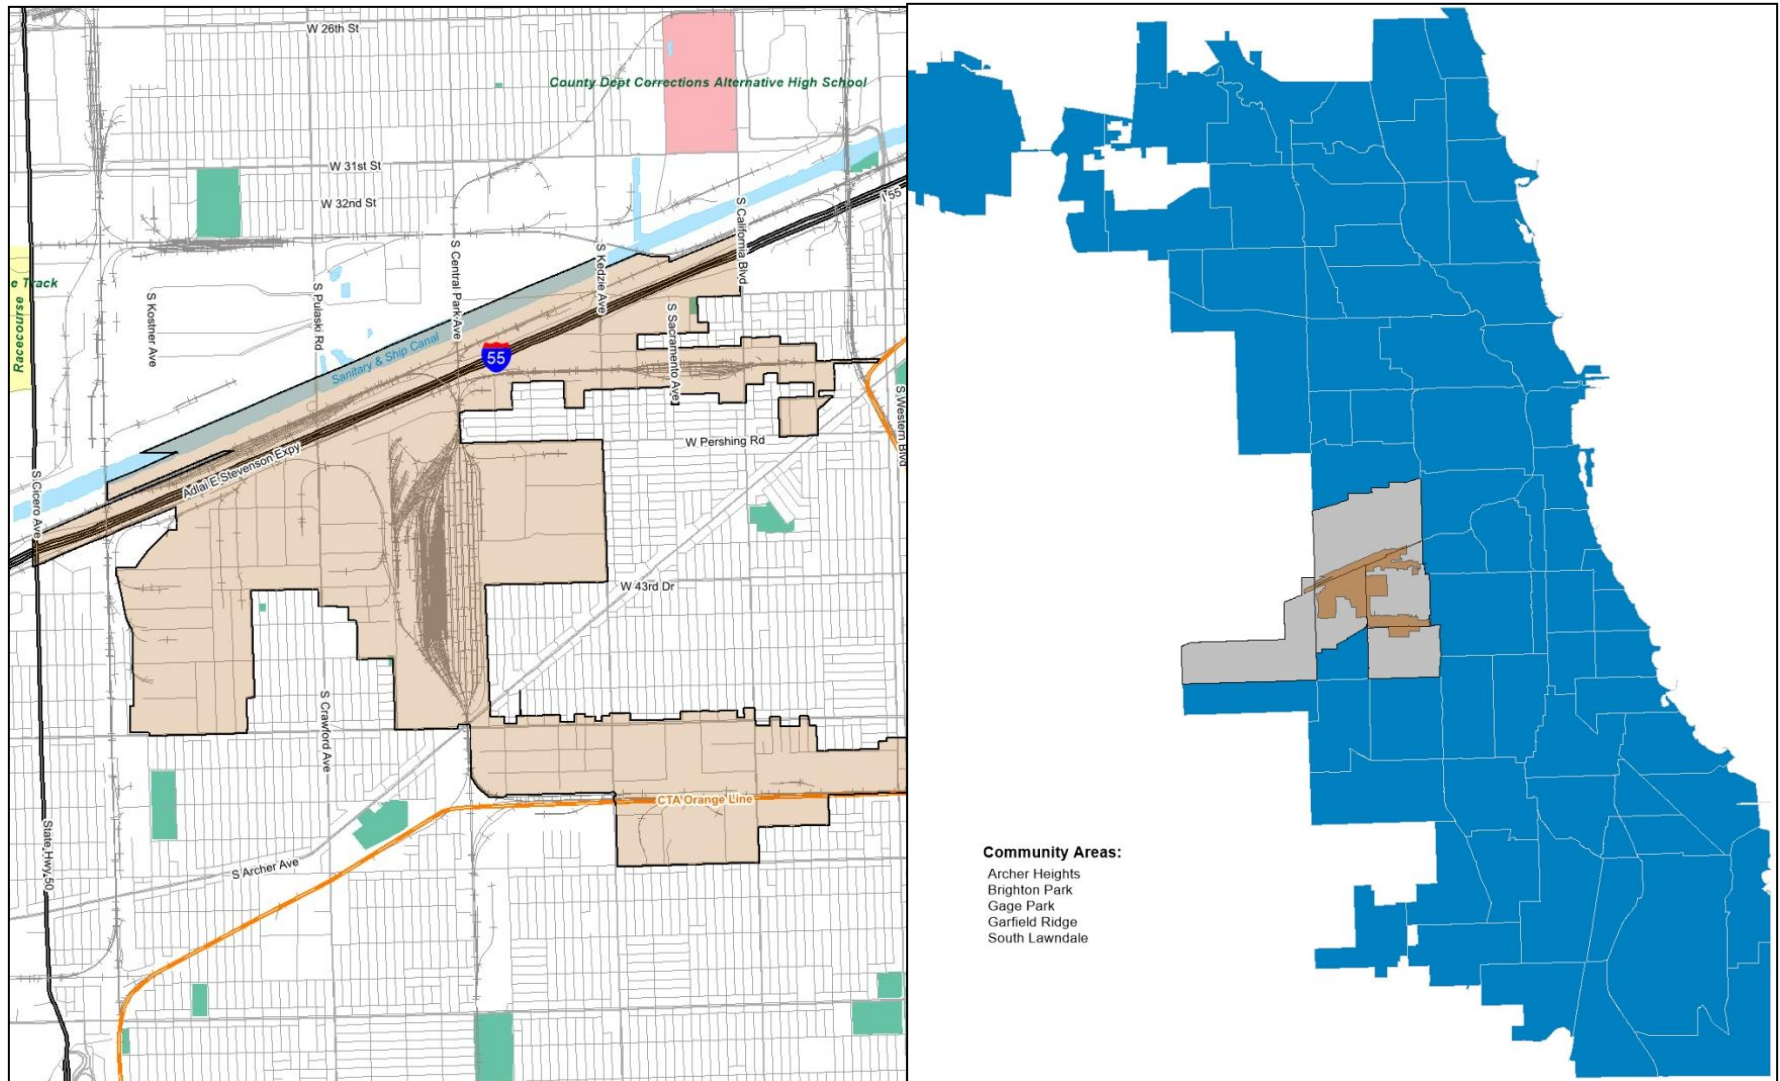 W 26th St
County Dept Corrections Alternative High School
W 31st St
W 32nd St
I 55
S California Blvd
S Central Park Ave
S Kedzie Ave
e Track
Racecourse
S Kostner Ave
S Pulaski Rd
S Sacramento Ave
Sanitary & Ship Canal
55
S Western Blvd
W Pershing Rd
Adlai E Stevenson Expy
S Cicero Ave
W 43rd Dr
S Crawford Ave
CTA Orange Line
State Hwy 50
S Archer Ave
Community Areas:
Archer Heights
Brighton Park
Gage Park
Garfield Ridge
South Lawndale